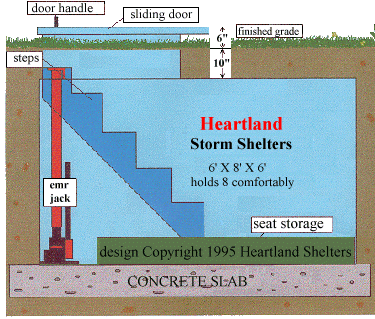 door handle
sliding door
finished grade
6"
steps
10"
Heartland
Storm Shelters
6' X 8' X 6'
holds 8 comfortably
emr
jack
seat storage
design Copyright 1995 Heartland Shelters
CONCRETE SLAB